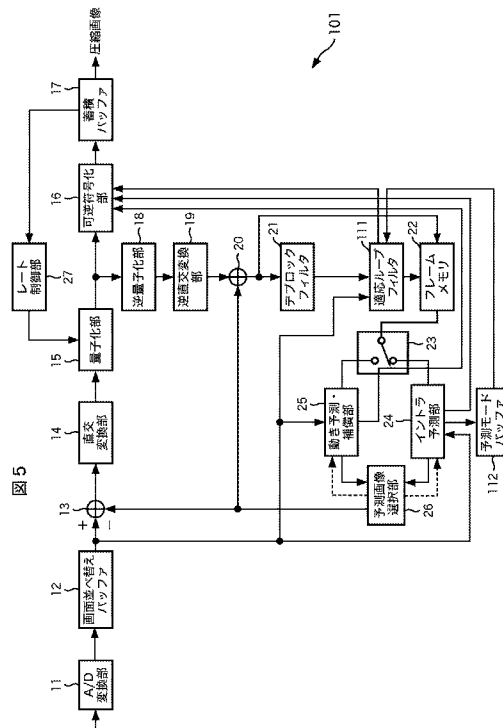 図5
101
11
A/D
変換部
12
画面並べ替え
バッファ
13
+
−
14
直交
変換部
15
量子化部
16
可逆符号化
部
17
蓄積
バッファ
圧縮画像
27
レート
制御部
18
逆量子化部
19
逆直交変換
部
20
21
デブロック
フィルタ
111
適応ループ
フィルタ
22
フレーム
メモリ
23
25
動き予測・
補償部
24
イントラ
予測部
26
予測画像
選択部
112
予測モード
バッファ